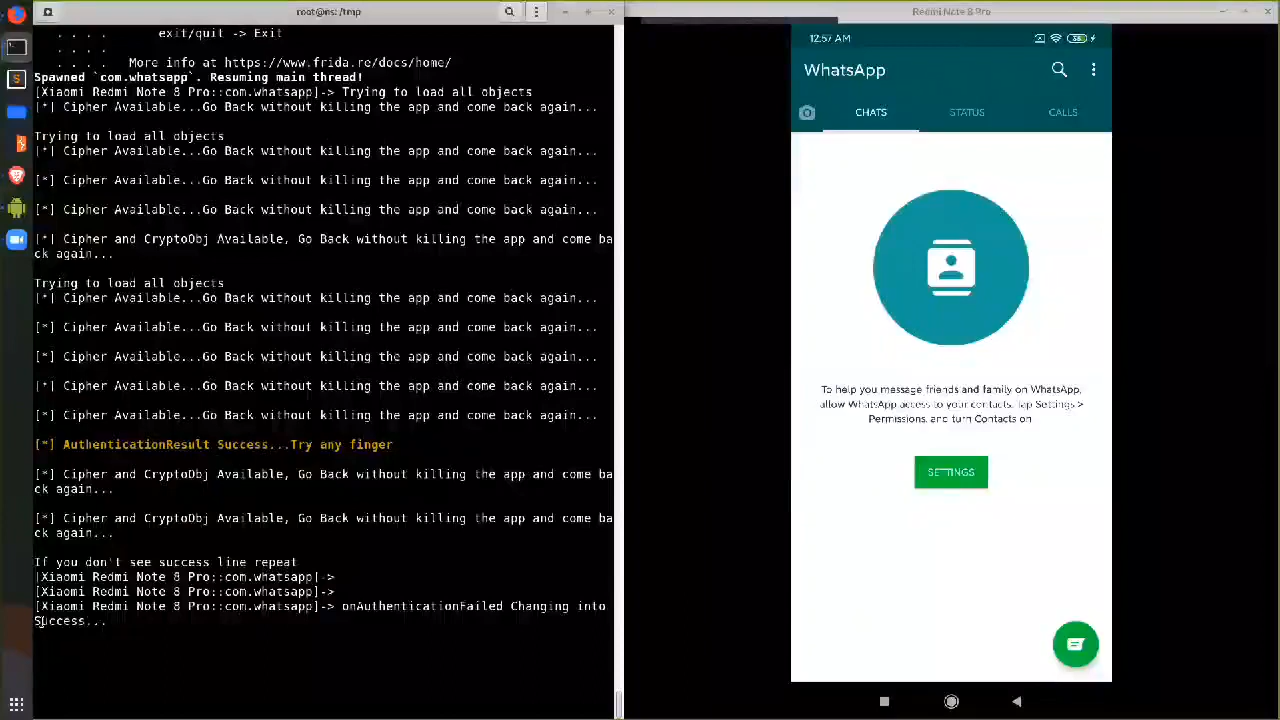 root@ns: /tmp
Redmi Note 8 Pro
. . . . exit/quit -> Exit
. . . .
. . . . More info at https://www.frida.re/docs/home/
Spawned `com.whatsapp`. Resuming main thread!
[Xiaomi Redmi Note 8 Pro::com.whatsapp]-> Trying to load all objects
[*] Cipher Available...Go Back without killing the app and come back again...
Trying to load all objects
[*] Cipher Available...Go Back without killing the app and come back again...
[*] Cipher Available...Go Back without killing the app and come back again...
[*] Cipher Available...Go Back without killing the app and come back again...
[*] Cipher and CryptoObj Available, Go Back without killing the app and come ba
ck again...
Trying to load all objects
[*] Cipher Available...Go Back without killing the app and come back again...
[*] Cipher Available...Go Back without killing the app and come back again...
[*] Cipher Available...Go Back without killing the app and come back again...
[*] Cipher Available...Go Back without killing the app and come back again...
[*] Cipher Available...Go Back without killing the app and come back again...
[*] AuthenticationResult Success...Try any finger
[*] Cipher and CryptoObj Available, Go Back without killing the app and come ba
ck again...
[*] Cipher and CryptoObj Available, Go Back without killing the app and come ba
ck again...
If you don't see success line repeat
[Xiaomi Redmi Note 8 Pro::com.whatsapp]->
[Xiaomi Redmi Note 8 Pro::com.whatsapp]->
[Xiaomi Redmi Note 8 Pro::com.whatsapp]-> onAuthenticationFailed Changing into
Success...
12:57 AM
WhatsApp
CHATS STATUS CALLS
To help you message friends and family on WhatsApp,
allow WhatsApp access to your contacts. Tap Settings >
Permissions, and turn Contacts on
SETTINGS